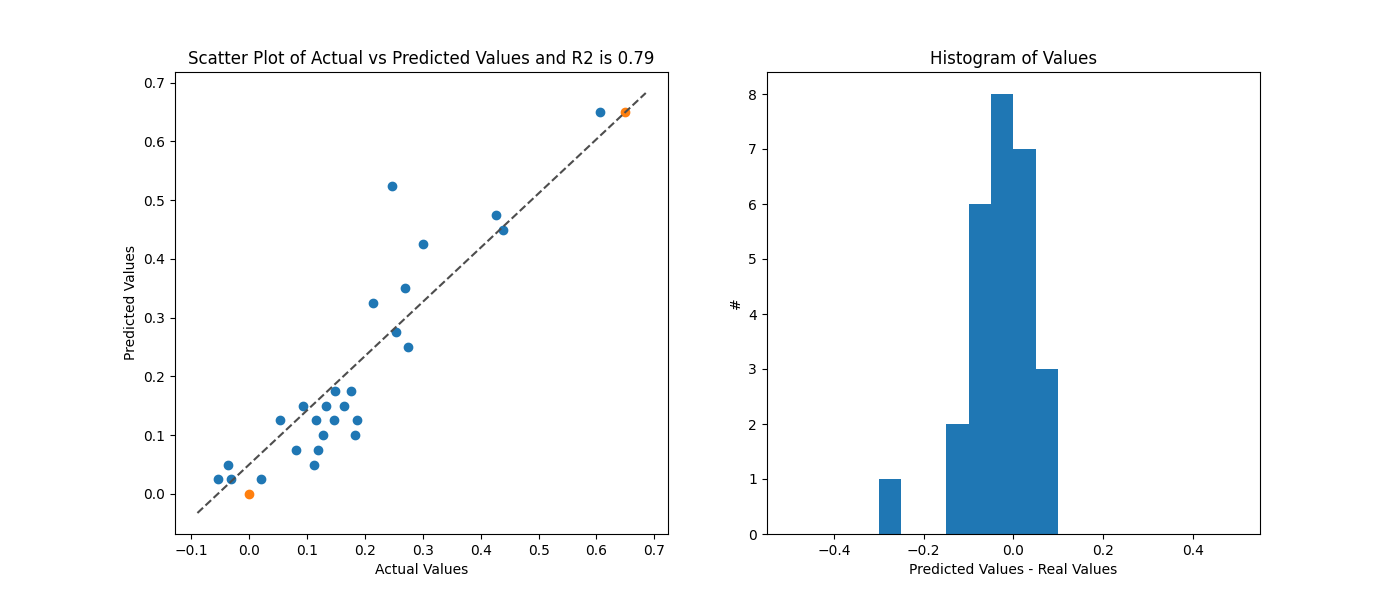 Scatter Plot of Actual vs Predicted Values and R2 is 0.79
0.7
0.6
0.5
0.4
0.3
0.2
0.1
0.0
Predicted Values
−0.1 0.0 0.1 0.2 0.3 0.4 0.5 0.6 0.7
Actual Values
Histogram of Values
8
7
6
5
4
3
2
1
0
#
−0.4 −0.2 0.0 0.2 0.4
Predicted Values - Real Values